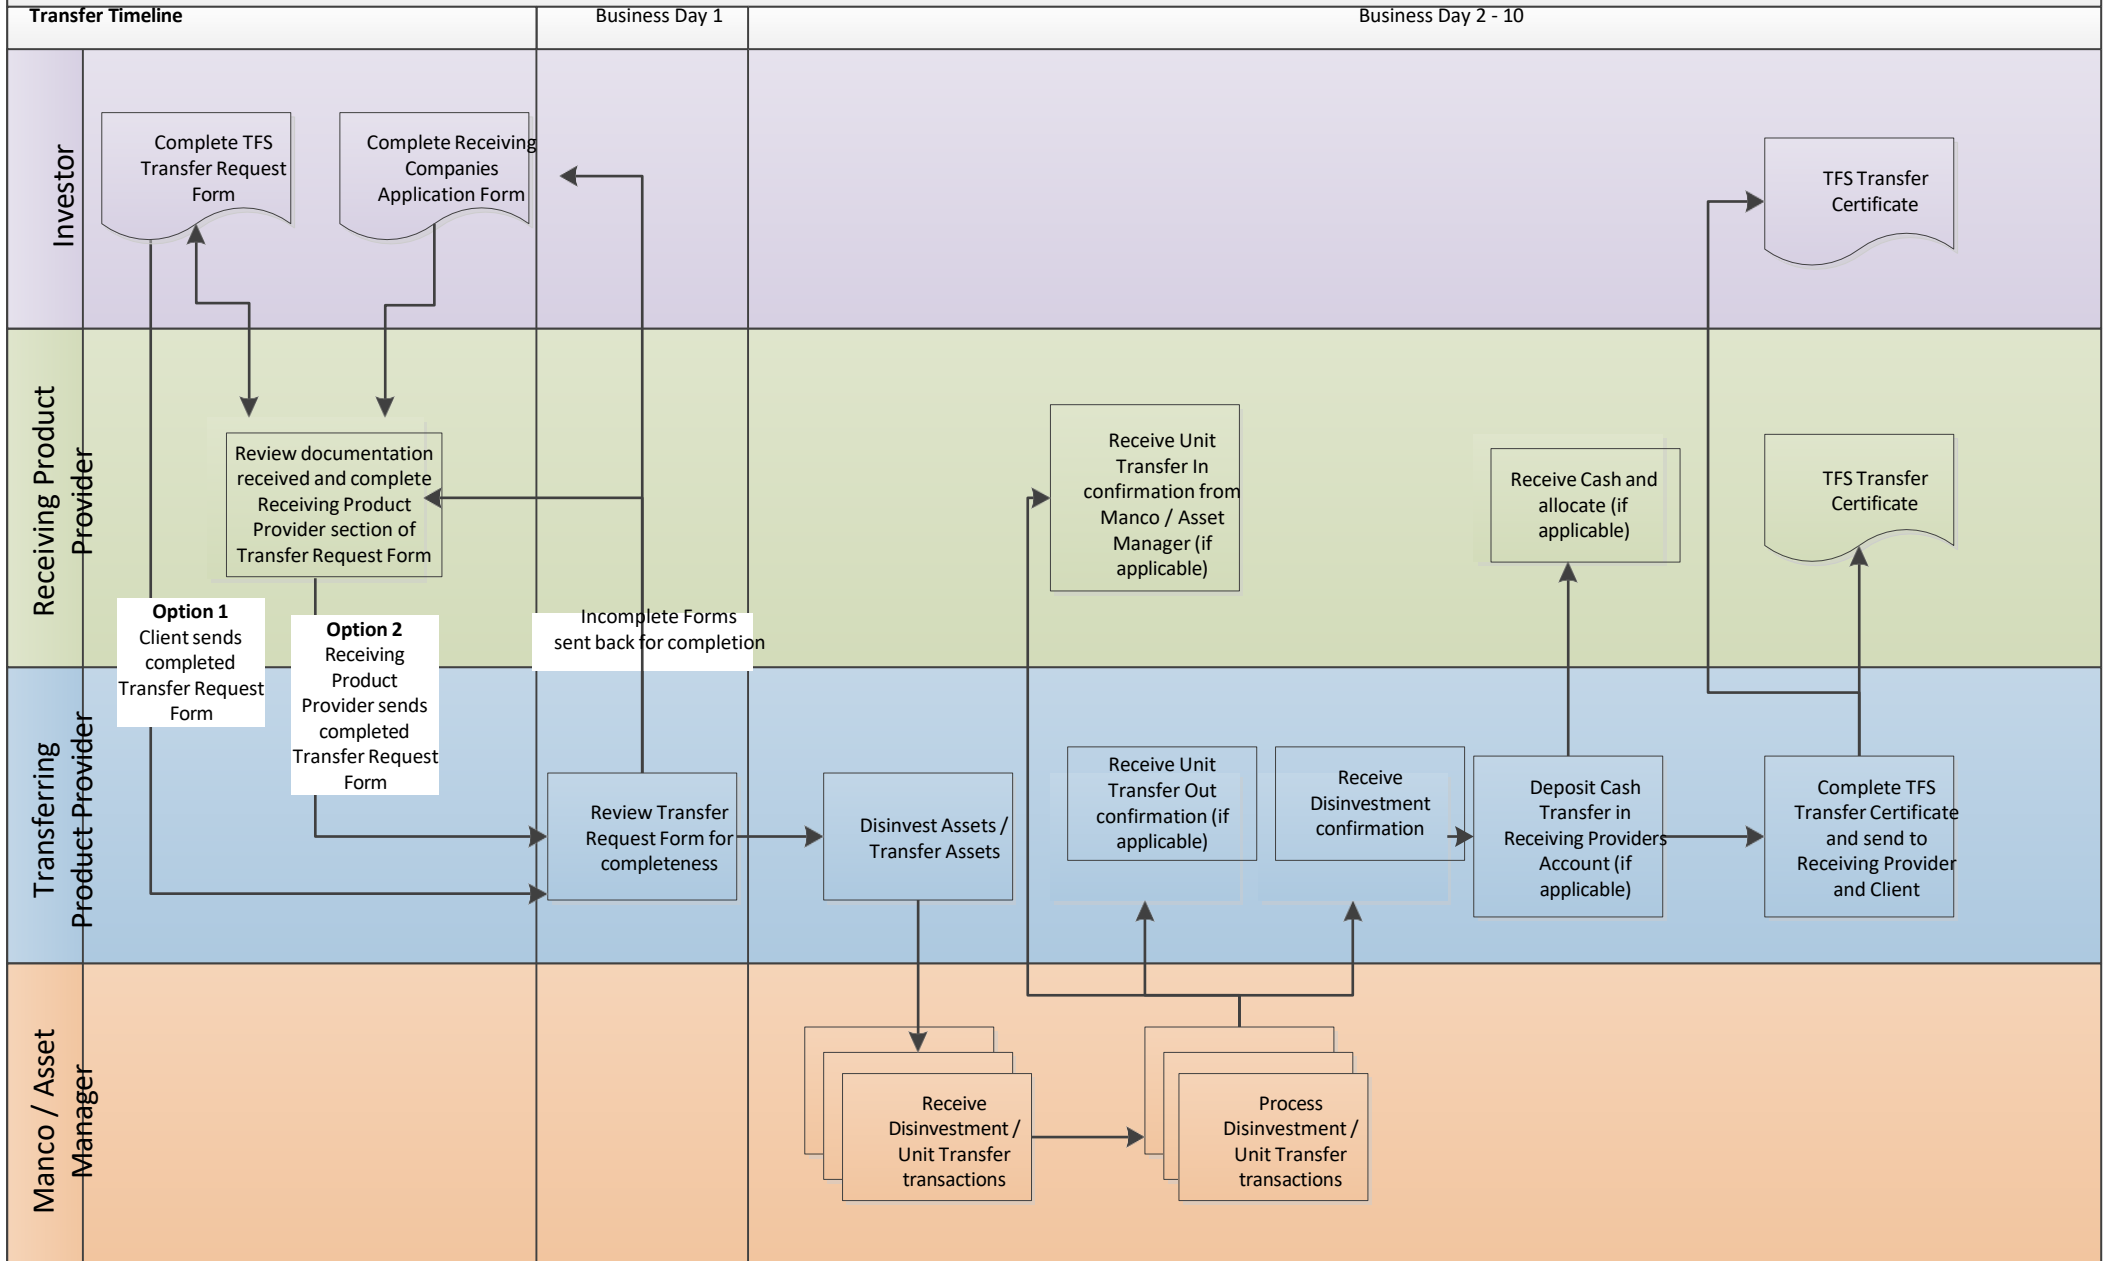 Transfer Timeline
Business Day 1
Business Day 2 - 10
Investor
Complete TFS
Transfer Request
Form
Complete Receiving
Companies
Application Form
TFS Transfer
Certificate
Receiving Product
Provider
Review documentation
received and complete
Receiving Product
Provider section of
Transfer Request Form
Receive Unit
Transfer In
confirmation from
Manco / Asset
Manager (if
applicable)
Receive Cash and
allocate (if
applicable)
TFS Transfer
Certificate
Option 1
Client sends
completed
Transfer Request
Form
Option 2
Receiving
Product
Provider sends
completed
Transfer Request
Form
Incomplete Forms
sent back for completion
Transferring
Product Provider
Review Transfer
Request Form for
completeness
Disinvest Assets /
Transfer Assets
Receive Unit
Transfer Out
confirmation (if
applicable)
Receive
Disinvestment
confirmation
Deposit Cash
Transfer in
Receiving Providers
Account (if
applicable)
Complete TFS
Transfer Certificate
and send to
Receiving Provider
and Client
Manco / Asset
Manager
Receive
Disinvestment /
Unit Transfer
transactions
Process
Disinvestment /
Unit Transfer
transactions